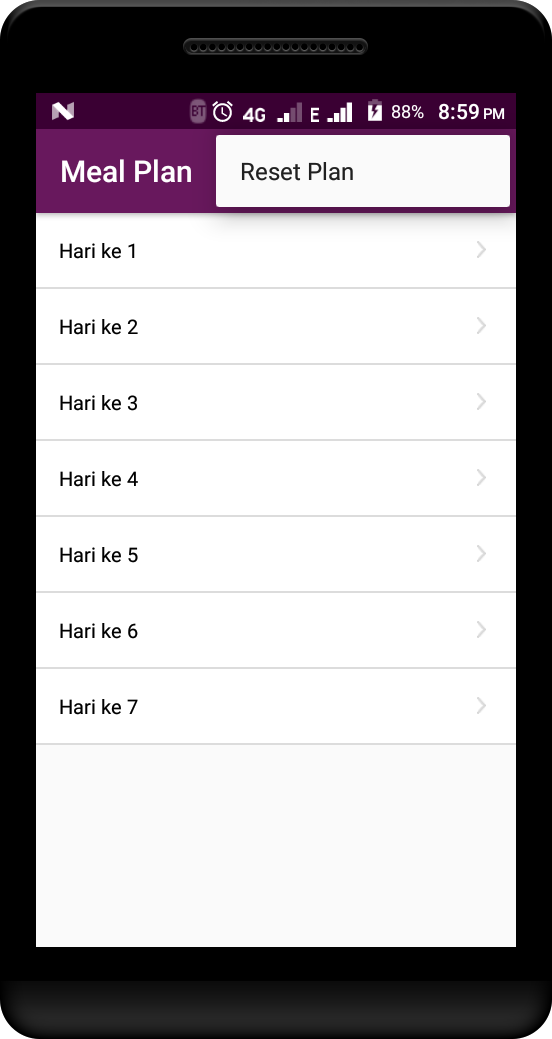 BT 4G E 88% 8:59 PM
Meal Plan
Reset Plan
Hari ke 1
Hari ke 2
Hari ke 3
Hari ke 4
Hari ke 5
Hari ke 6
Hari ke 7